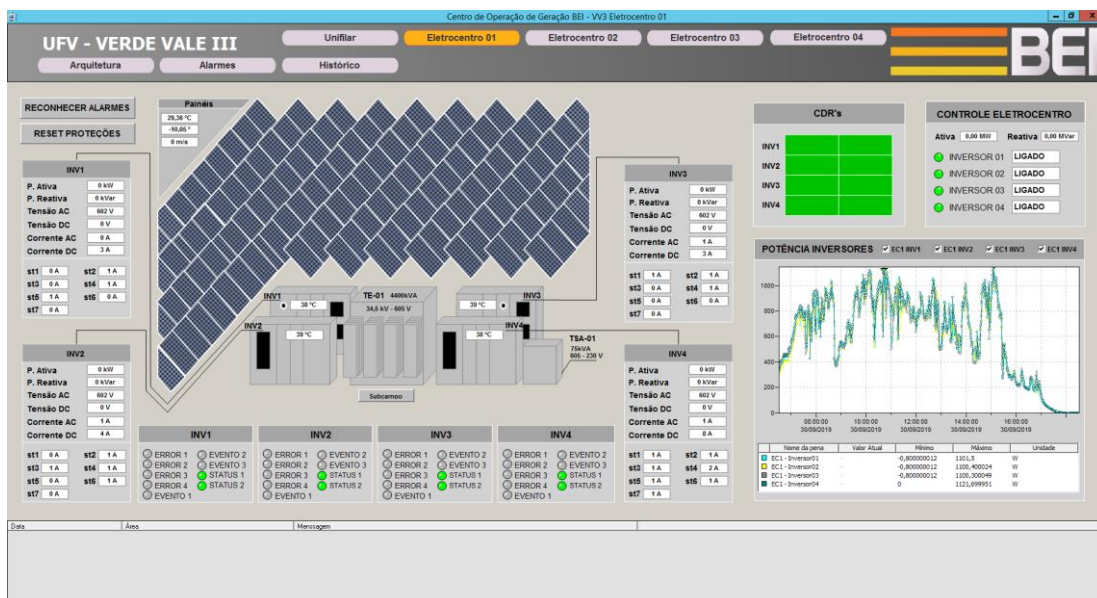 Centro de Operação de Geração BEI - VV3 Eletrocentro 01
UFV - VERDE VALE III
Unifilar
Eletrocentro 01
Eletrocentro 02
Eletrocentro 03
Eletrocentro 04
BEI
Arquitetura
Alarmes
Histórico
RECONHECER ALARMES
RESET PROTEÇÕES
Painéis
29,38 °C
-10,05 °
0 m/s
INV1
P. Ativa 0 kW
P. Reativa 0 kVar
Tensão AC 602 V
Tensão DC 0 V
Corrente AC 0 A
Corrente DC 3 A
st1 0 A st2 1 A
st3 0 A st4 1 A
st5 1 A st6 0 A
st7 0 A
INV2
P. Ativa 0 kW
P. Reativa 0 kVar
Tensão AC 602 V
Tensão DC 0 V
Corrente AC 1 A
Corrente DC 4 A
st1 0 A st2 1 A
st3 1 A st4 1 A
st5 0 A st6 1 A
st7 0 A
INV1
38 °C
TE-01 4400kVA
34,5 kV - 605 V
39 °C
INV3
INV2
39 °C
38 °C
INV4
TSA-01
75kVA
605 - 230 V
Subcampo
INV3
P. Ativa 0 kW
P. Reativa 0 kVar
Tensão AC 602 V
Tensão DC 0 V
Corrente AC 1 A
Corrente DC 3 A
st1 1 A st2 1 A
st3 0 A st4 1 A
st5 0 A st6 0 A
st7 0 A
INV4
P. Ativa 0 kW
P. Reativa 0 kVar
Tensão AC 602 V
Tensão DC 0 V
Corrente AC 1 A
Corrente DC 8 A
st1 1 A st2 1 A
st3 1 A st4 2 A
st5 1 A st6 1 A
st7 1 A
INV1
ERROR 1 EVENTO 2
ERROR 2 EVENTO 3
ERROR 3 STATUS 1
ERROR 4 STATUS 2
EVENTO 1
INV2
ERROR 1 EVENTO 2
ERROR 2 EVENTO 3
ERROR 3 STATUS 1
ERROR 4 STATUS 2
EVENTO 1
INV3
ERROR 1 EVENTO 2
ERROR 2 EVENTO 3
ERROR 3 STATUS 1
ERROR 4 STATUS 2
EVENTO 1
INV4
ERROR 1 EVENTO 2
ERROR 2 EVENTO 3
ERROR 3 STATUS 1
ERROR 4 STATUS 2
EVENTO 1
CDR's
INV1
INV2
INV3
INV4
CONTROLE ELETROCENTRO
Ativa 0,00 MW Reativa 0,00 MVar
INVERSOR 01 LIGADO
INVERSOR 02 LIGADO
INVERSOR 03 LIGADO
INVERSOR 04 LIGADO
POTÊNCIA INVERSORES EC1 INV1 EC1 INV2 EC1 INV3 EC1 INV4
1000
800
600
400
200
0
08:00:00 10:00:00 12:00:00 14:00:00 16:00:00
30/09/2019 30/09/2019 30/09/2019 30/09/2019 30/09/2019
Nome da pena Valor Atual Mínimo Máximo Unidade
EC1 - Inversor01 - -0,800000012 1101,5 W
EC1 - Inversor02 - -0,800000012 1100,400024 W
EC1 - Inversor03 - -0,800000012 1100,300049 W
EC1 - Inversor04 - 0 1121,699951 W
Data Área Menssagem